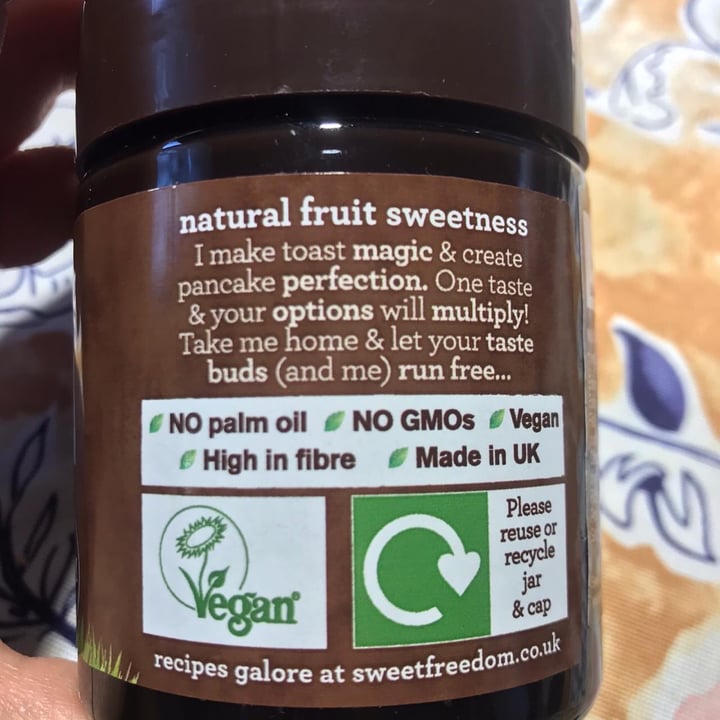 natural fruit sweetness
I make toast magic & create
pancake perfection. One taste
& your options will multiply!
Take me home & let your taste
buds (and me) run free...
NO palm oil NO GMOs Vegan
High in fibre Made in UK
Vegan
Please
reuse or
recycle
jar
& cap
recipes galore at sweetfreedom.co.uk